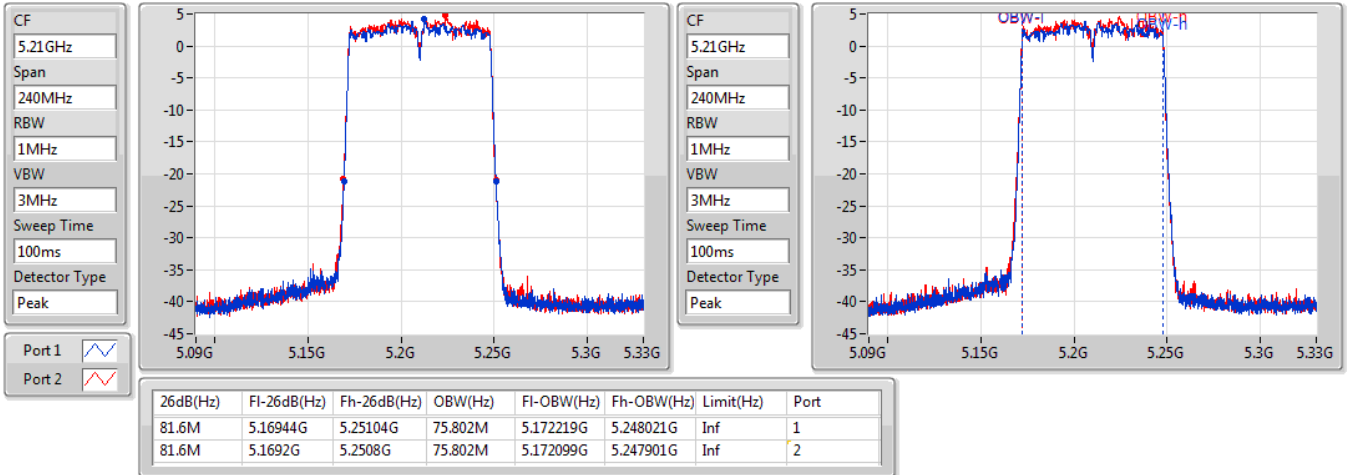 CF
5.21GHz
Span
240MHz
RBW
1MHz
VBW
3MHz
Sweep Time
100ms
Detector Type
Peak
Port 1
Port 2
5
0
-5
-10
-15
-20
-25
-30
-35
-40
-45
5.09G 5.15G 5.2G 5.25G 5.3G 5.33G
CF
5.21GHz
Span
240MHz
RBW
1MHz
VBW
3MHz
Sweep Time
100ms
Detector Type
Peak
OBW-l OBW-h
OBW-h
5
0
-5
-10
-15
-20
-25
-30
-35
-40
-45
5.09G 5.15G 5.2G 5.25G 5.3G 5.33G
26dB(Hz) Fl-26dB(Hz) Fh-26dB(Hz) OBW(Hz) Fl-OBW(Hz) Fh-OBW(Hz) Limit(Hz) Port
81.6M 5.16944G 5.25104G 75.802M 5.172219G 5.248021G Inf 1
81.6M 5.1692G 5.2508G 75.802M 5.172099G 5.247901G Inf 2